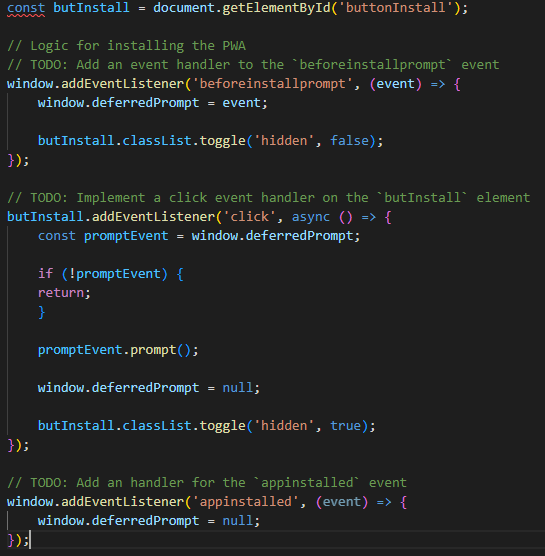 const butInstall = document.getElementById('buttonInstall');
// Logic for installing the PWA
// TODO: Add an event handler to the `beforeinstallprompt` event
window.addEventListener('beforeinstallprompt', (event) => {
window.deferredPrompt = event;
butInstall.classList.toggle('hidden', false);
});
// TODO: Implement a click event handler on the `butInstall` element
butInstall.addEventListener('click', async () => {
const promptEvent = window.deferredPrompt;
if (!promptEvent) {
return;
}
promptEvent.prompt();
window.deferredPrompt = null;
butInstall.classList.toggle('hidden', true);
});
// TODO: Add an handler for the `appinstalled` event
window.addEventListener('appinstalled', (event) => {
window.deferredPrompt = null;
});